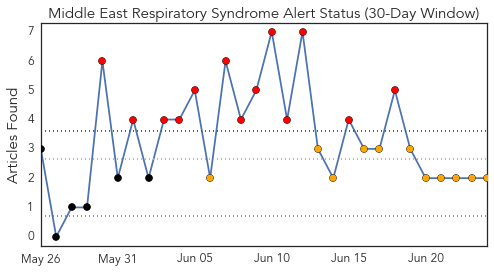 Middle East Respiratory Syndrome Alert Status (30-Day Window)
Articles Found
7
6
5
4
3
2
1
0
May 26 May 31 Jun 05 Jun 10 Jun 15 Jun 20